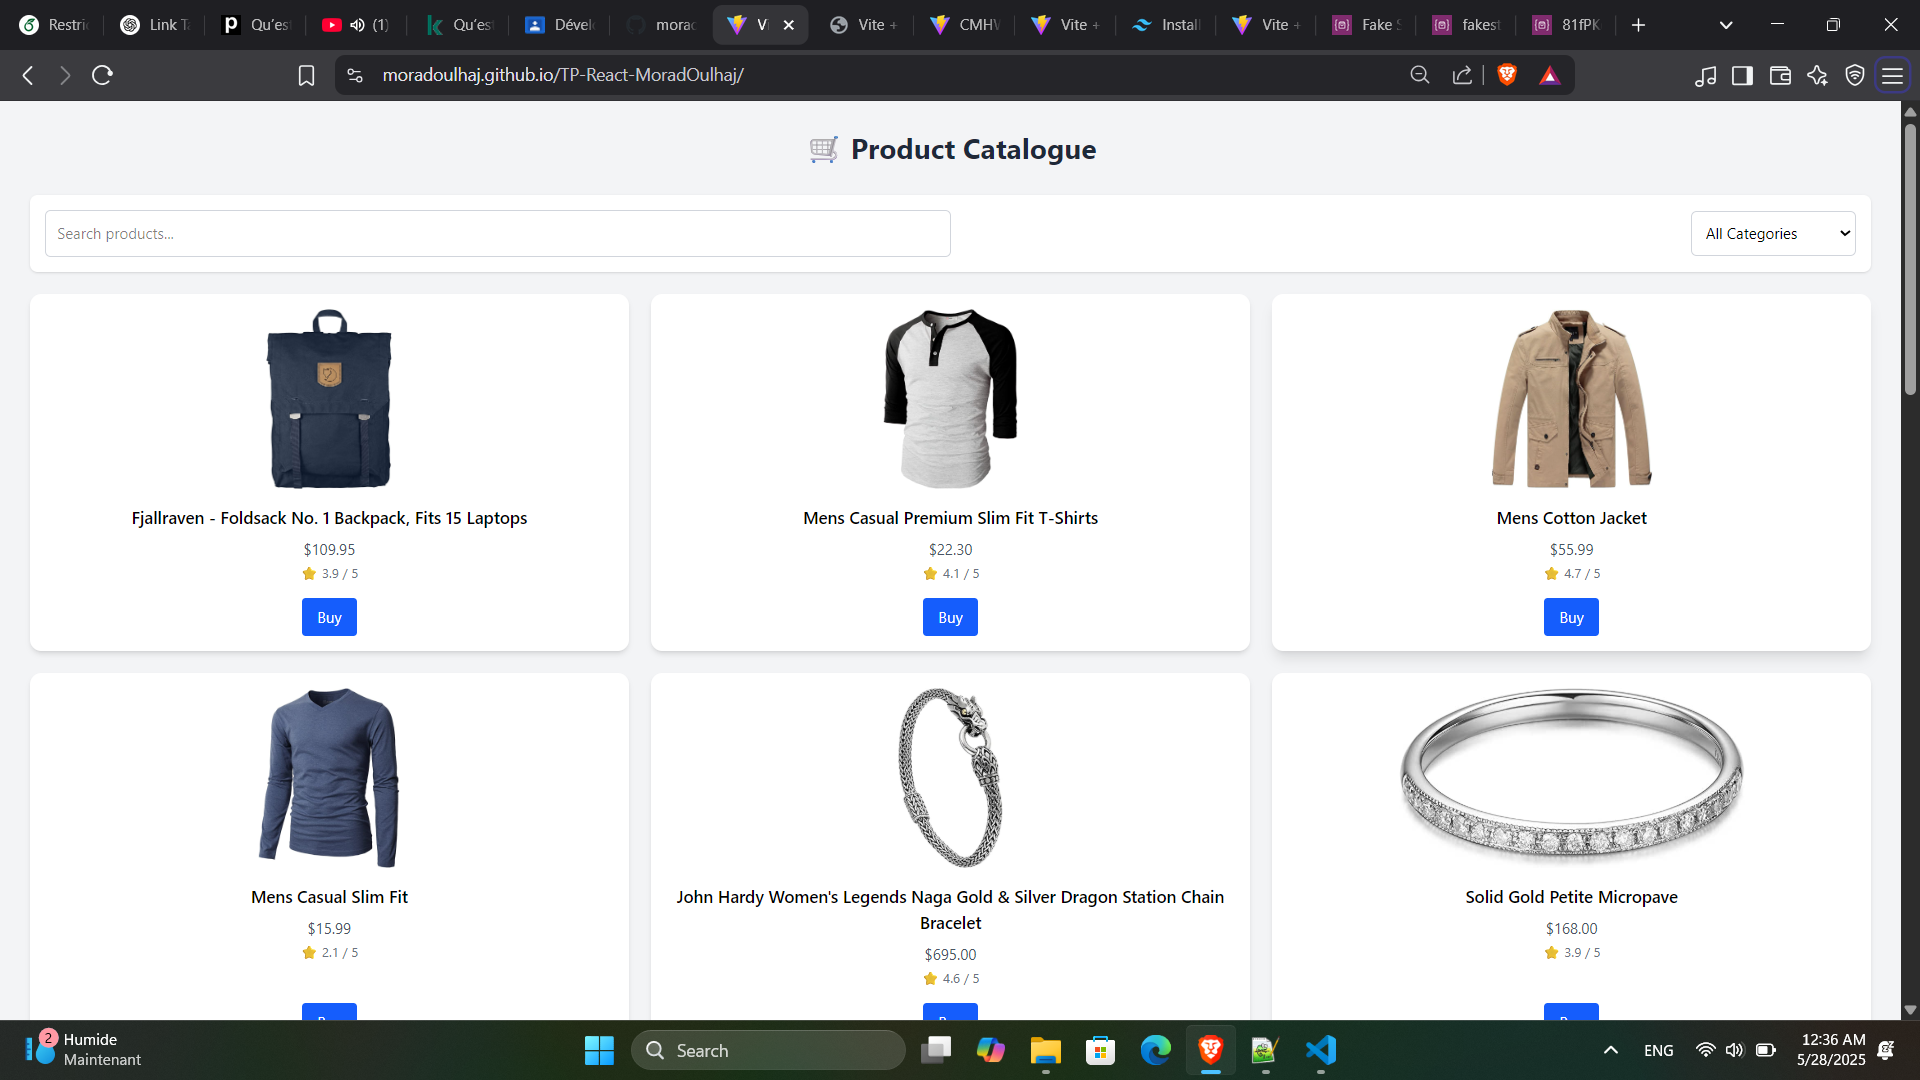 Restric
Link Ta
Qu'est
(1)
Qu'est
Dével
morad
Vi
Vite +
CMHV
Vite +
Install
Vite +
Fake S
fakest
81fPK
moradoulhaj.github.io/TP-React-MoradOulhaj/
Product Catalogue
Search products...
All Categories
Fjallraven - Foldsack No. 1 Backpack, Fits 15 Laptops
$109.95
3.9 / 5
Buy
Mens Casual Premium Slim Fit T-Shirts
$22.30
4.1 / 5
Buy
Mens Cotton Jacket
$55.99
4.7 / 5
Buy
Mens Casual Slim Fit
$15.99
2.1 / 5
John Hardy Women's Legends Naga Gold & Silver Dragon Station Chain
Bracelet
$695.00
4.6 / 5
Solid Gold Petite Micropave
$168.00
3.9 / 5
2
Humide
Maintenant
Search
ENG
12:36 AM
5/28/2025